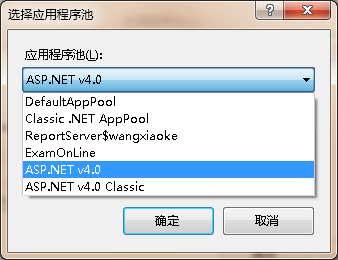 选择应用程序池
应用程序池(L):
ASP.NET v4.0
DefaultAppPool
Classic .NET AppPool
ReportServer$wangxiaoke
ExamOnLine
ASP.NET v4.0
ASP.NET v4.0 Classic
确定
取消